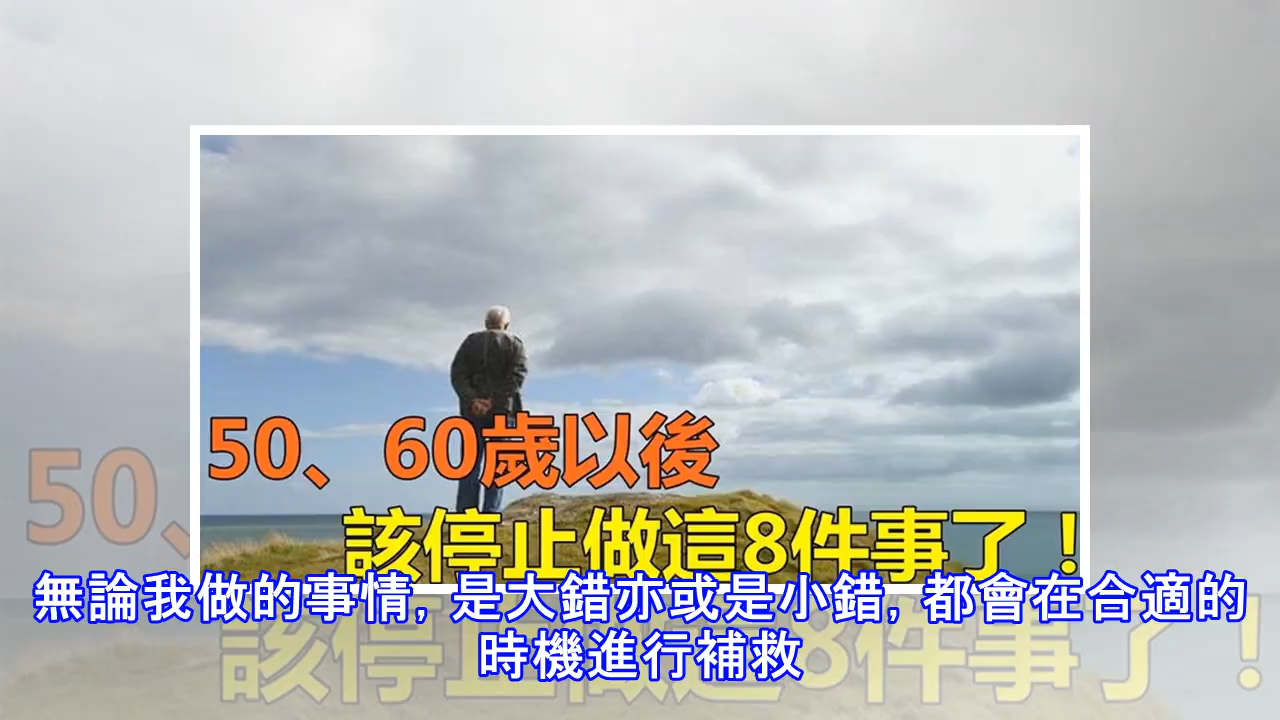 50、60歲以後
該停止做這8件事了！
無論我做的事情, 是大錯亦或是小錯, 都會在合適的
時機進行補救